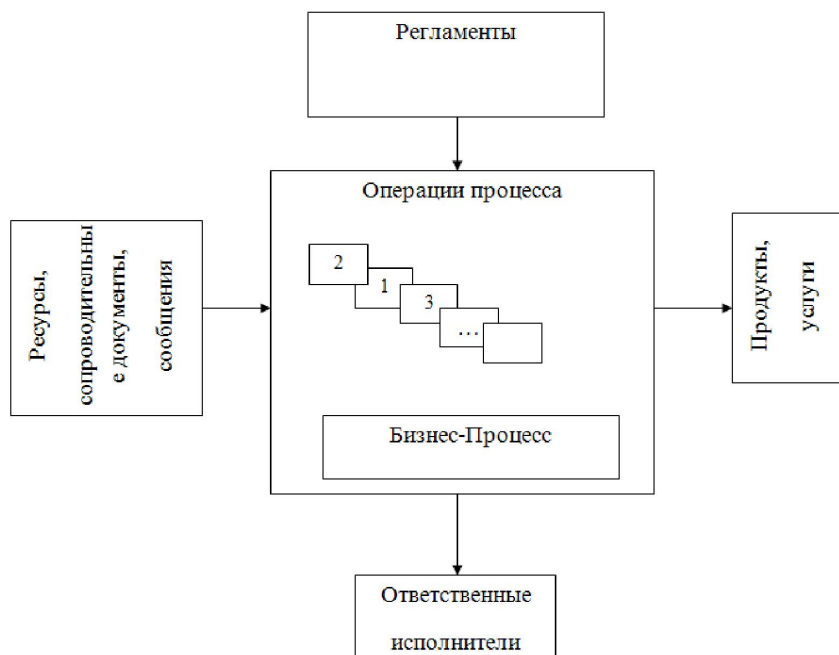 Регламенты
Операции процесса
2
1
3
...
Бизнес-Процесс
Ресурсы,
сопроводительны
е документы,
сообщения
Продукты,
услуги
Ответственные
исполнители